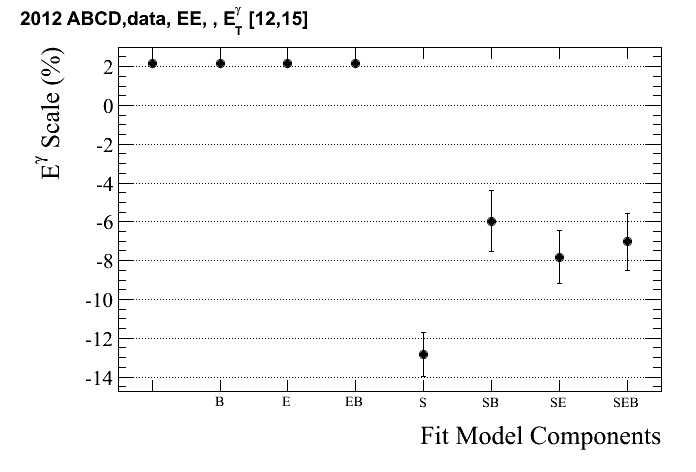 2012 ABCD,data, EE, , E_T^γ [12,15]
E^γ Scale (%)
2
0
-2
-4
-6
-8
-10
-12
-14
B E EB S SB SE SEB
Fit Model Components